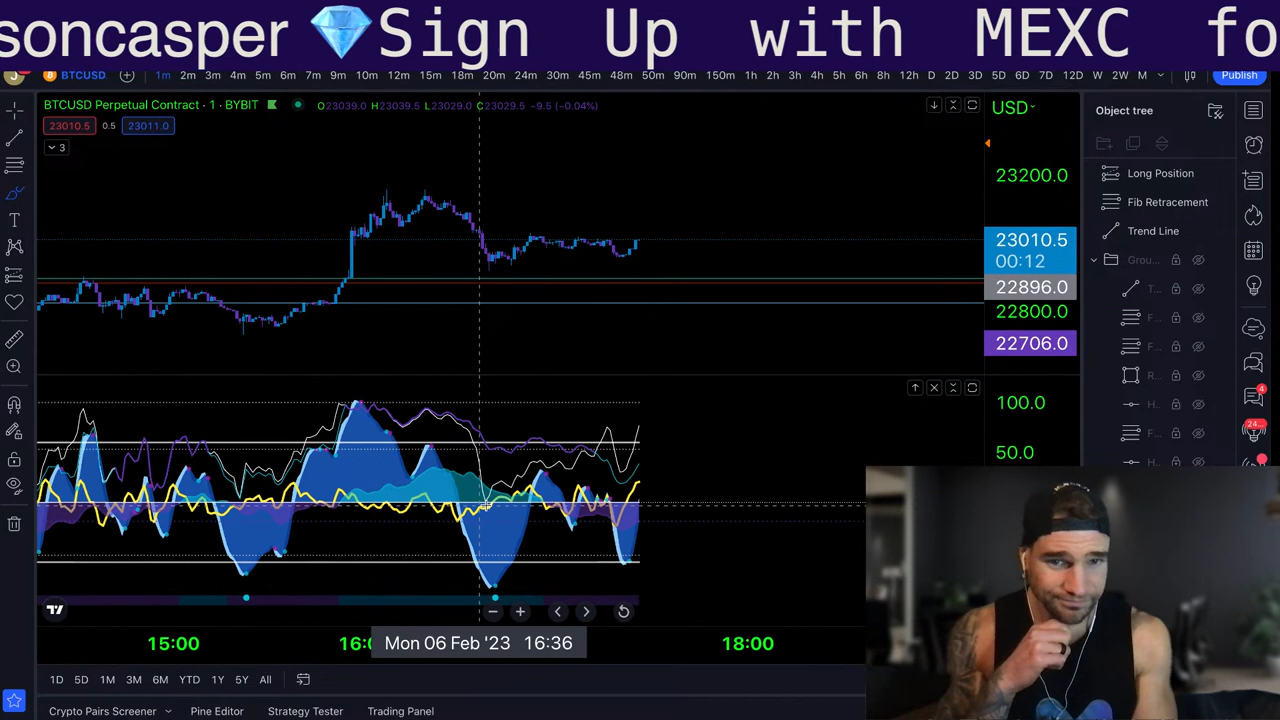 soncasper 💎Sign Up with MEXC fo
J BTCUSD 1m 2m 3m 4m 5m 6m 7m 9m 10m 12m 15m 18m 20m 24m 30m 45m 48m 50m 90m 150m 1h 2h 3h 4h 5h 6h 8h 12h D 2D 3D 5D 6D 7D 12D W 2W M Publish
BTCUSD Perpetual Contract · 1 · BYBIT O23039.0 H23039.5 L23029.0 C23029.5 −9.5 (−0.04%)
USD
Object tree
23010.5 0.5 23011.0
3
Long Position
23200.0
Fib Retracement
Trend Line
23010.5
00:12
Grou...
22896.0
T...
22800.0
F...
22706.0
F...
R...
100.0
H...
F...
4
24...
50.0
H...
15:00
16:0
Mon 06 Feb '23 16:36
18:00
1D 5D 1M 3M 6M YTD 1Y 5Y All
Crypto Pairs Screener Pine Editor Strategy Tester Trading Panel